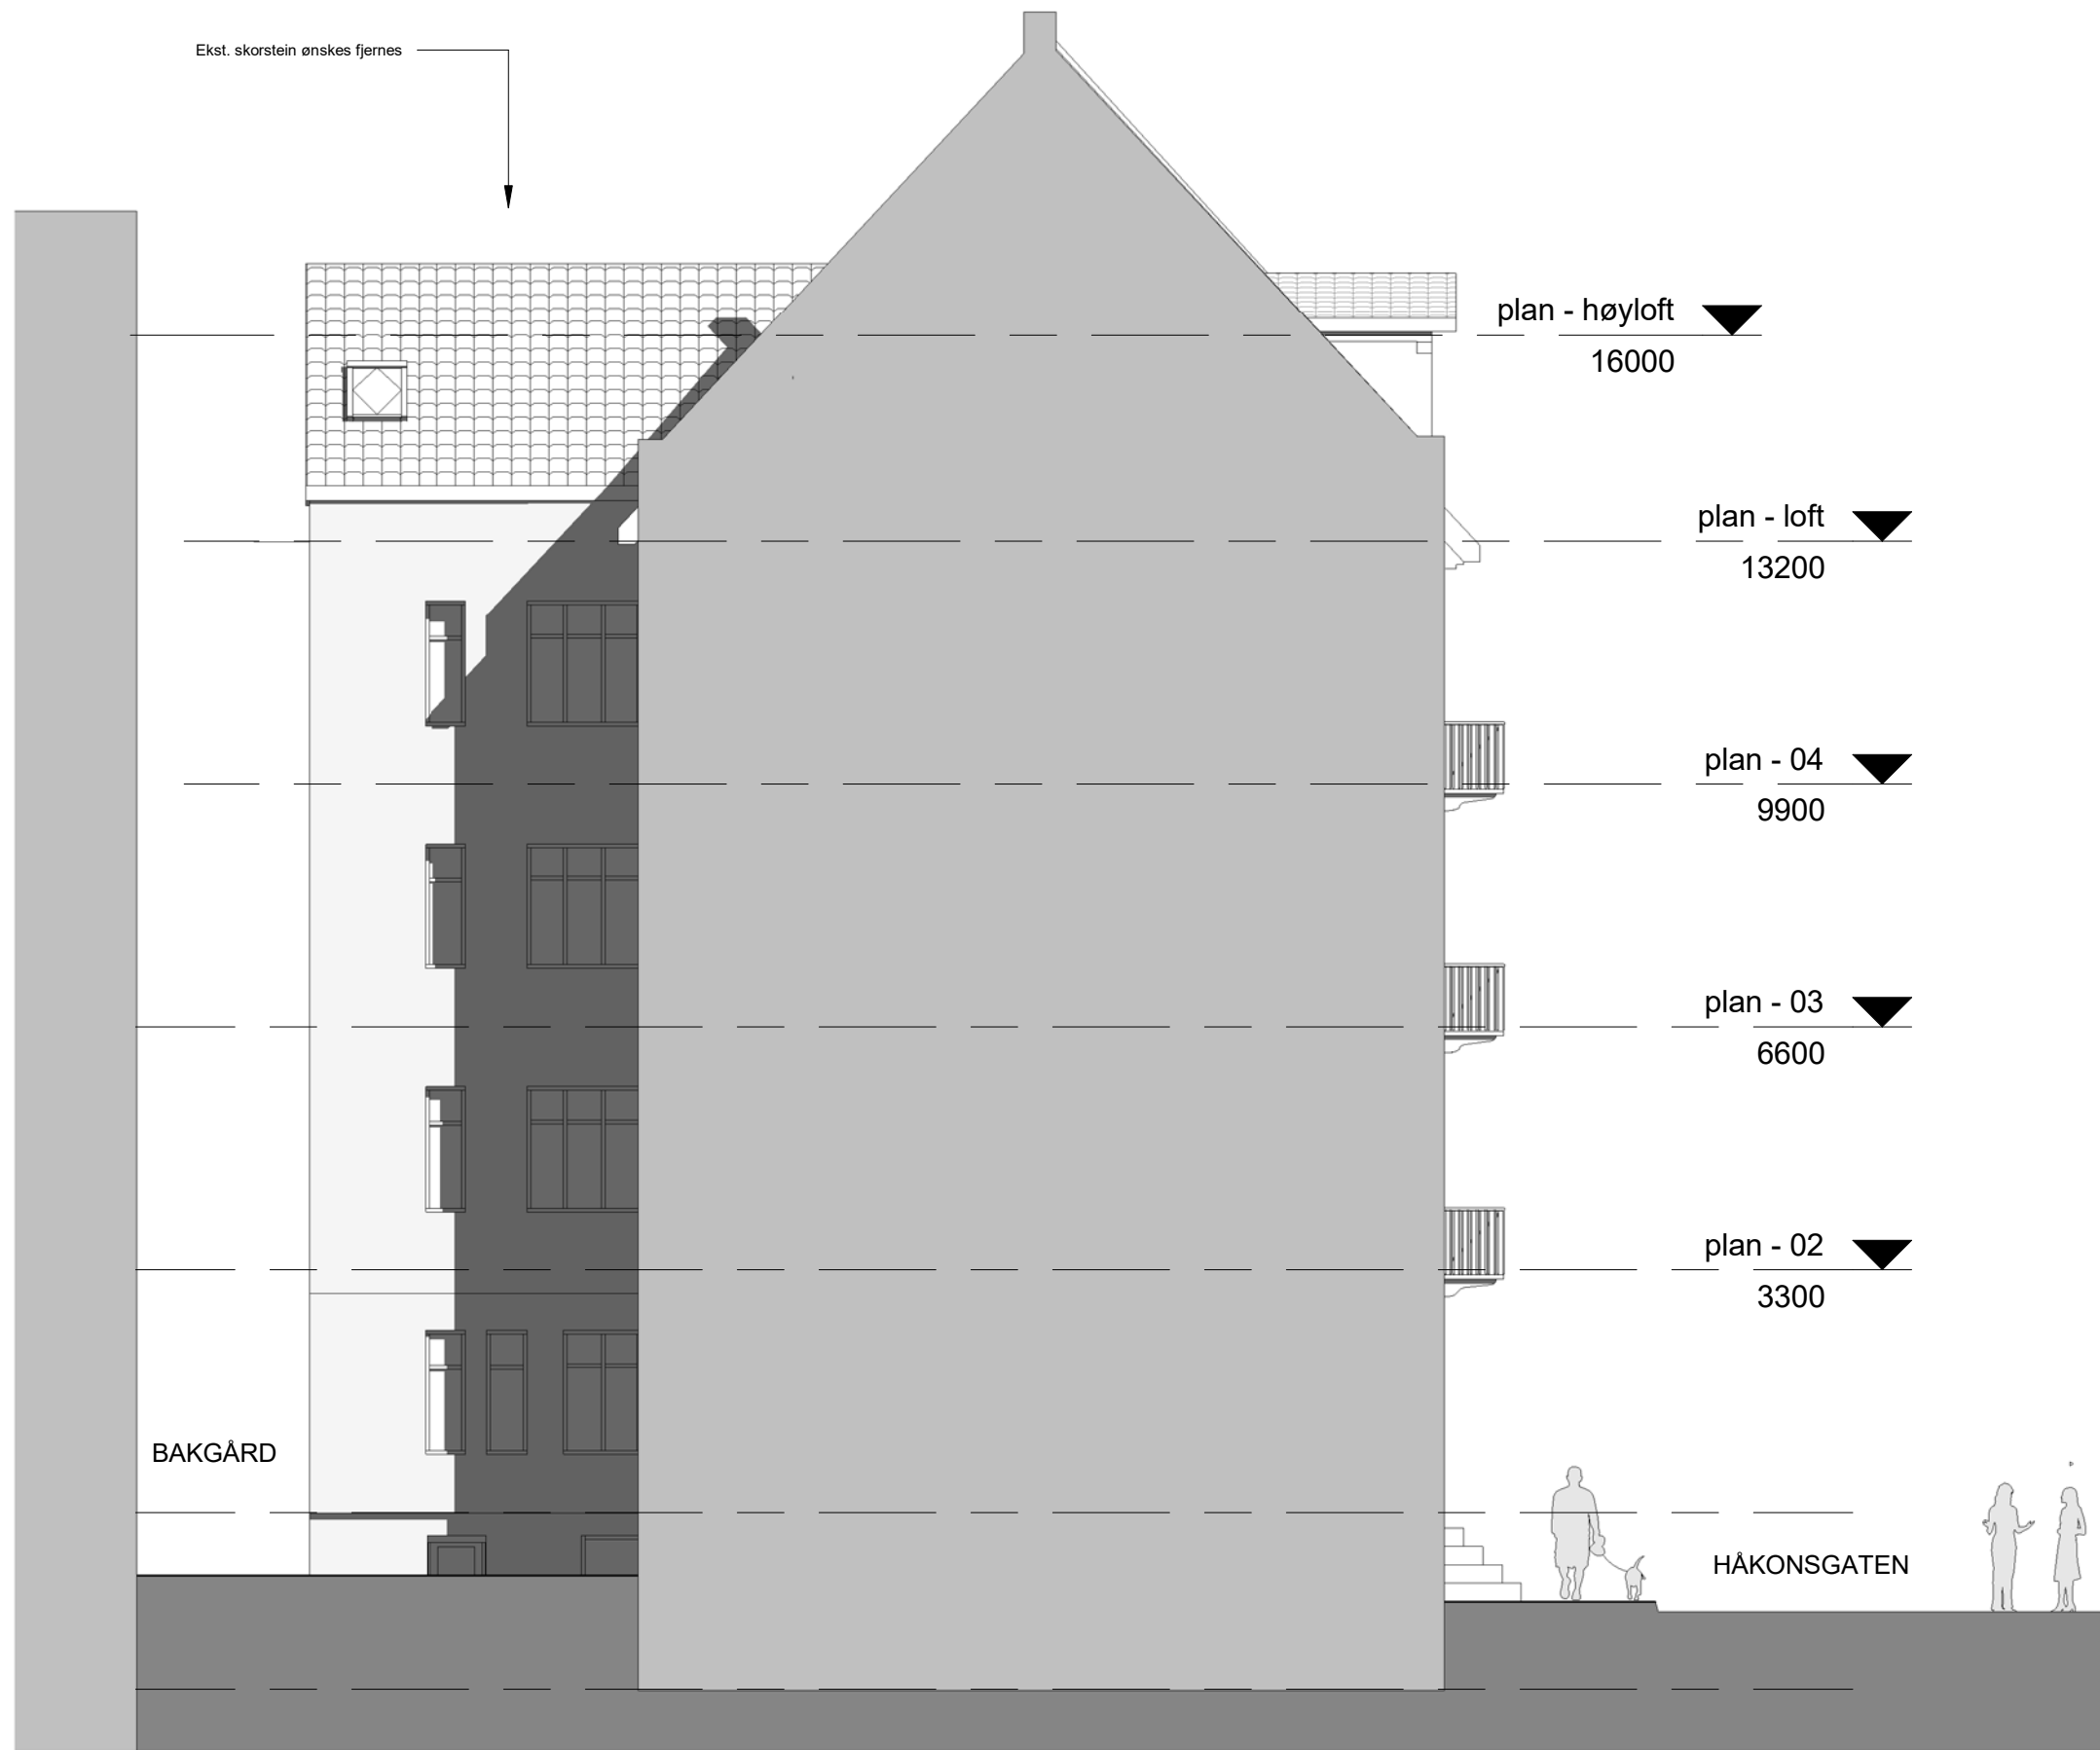 Ekst. skorstein ønskes fjernes
plan - høyloft
16000
plan - loft
13200
plan - 04
9900
plan - 03
6600
plan - 02
3300
BAKGÅRD
HÅKONSGATEN